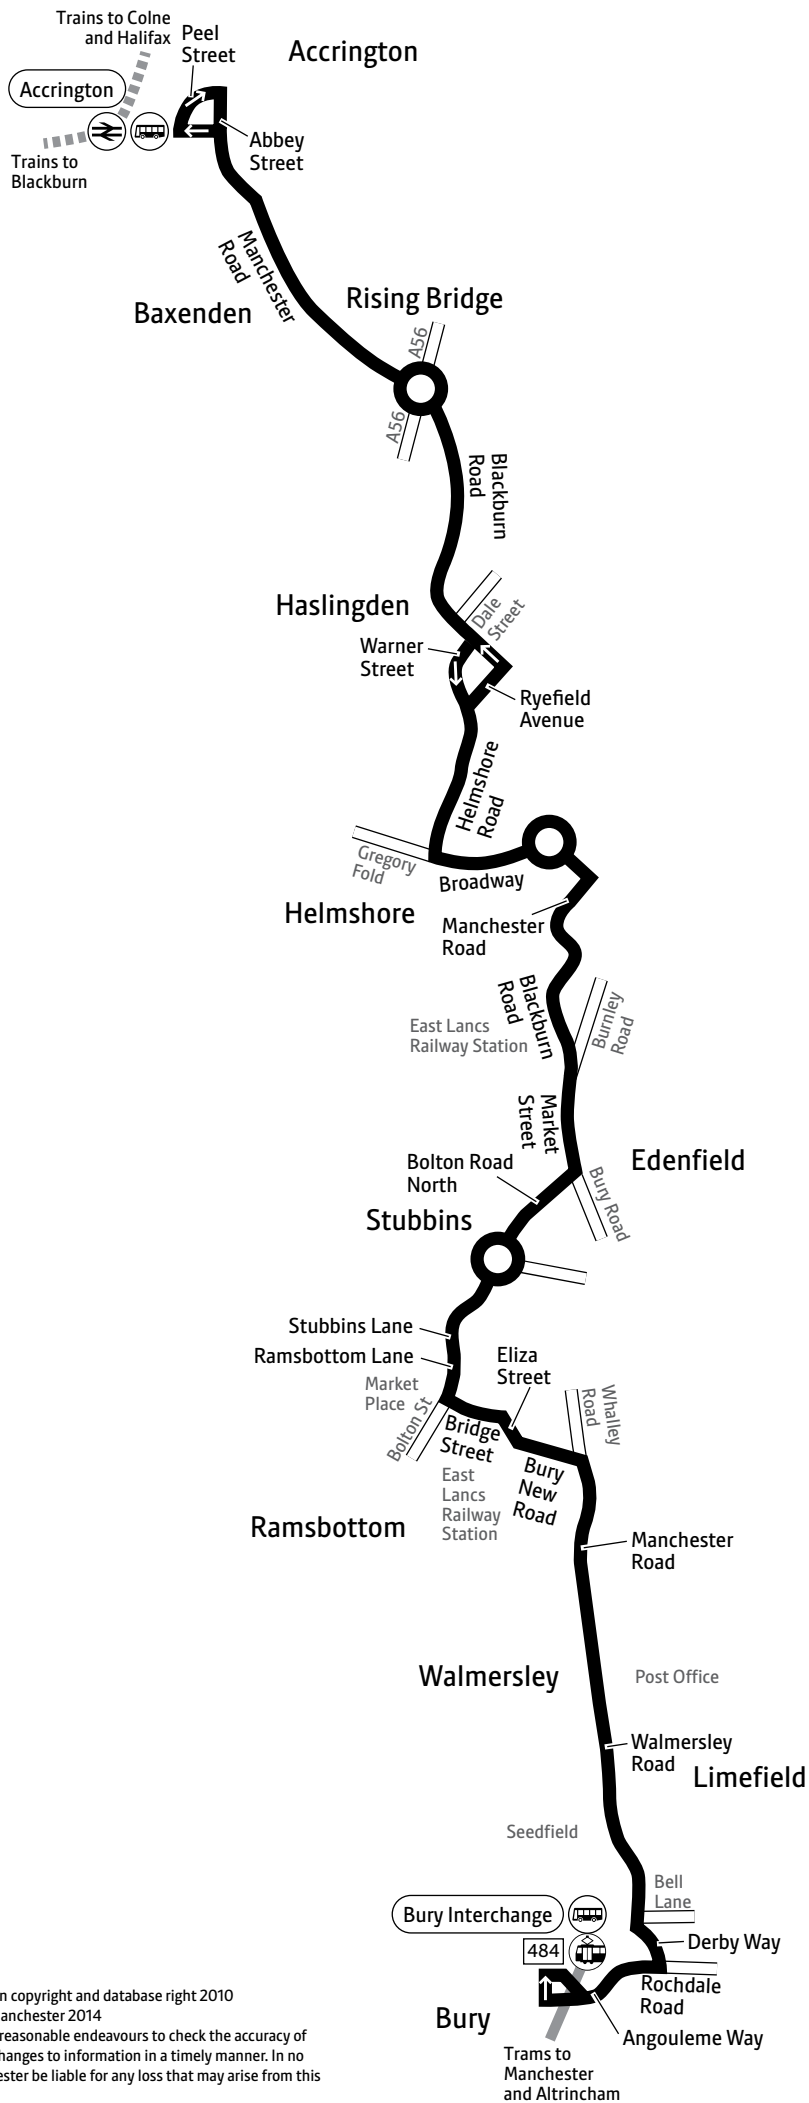 Trains to Colne
and Halifax
Peel
Street
Accrington
Accrington
Abbey
Street
Trains to
Blackburn
Manchester
Road
Rising Bridge
Baxenden
A56
A56
Blackburn
Road
Haslingden
Dale
Street
Warner
Street
Ryefield
Avenue
Helmshore
Road
Gregory
Fold
Broadway
Helmshore
Manchester
Road
Blackburn
Road
East Lancs
Railway Station
Burnley
Road
Market
Street
Bolton Road
North
Edenfield
Bury Road
Stubbins
Stubbins Lane
Ramsbottom Lane
Eliza
Street
Market
Place
Bolton St
Whalley
Road
Bridge
Street
Bury
New
Road
East
Lancs
Railway
Station
Ramsbottom
Manchester
Road
Walmersley
Post Office
Walmersley
Road
Limefield
Seedfield
Bell
Lane
Bury Interchange
484
Derby Way
Rochdale
Road
Bury
Angouleme Way
Trams to
Manchester
and Altrincham
n copyright and database right 2010
anchester 2014
reasonable endeavours to check the accuracy of
hanges to information in a timely manner. In no
ester be liable for any loss that may arise from this